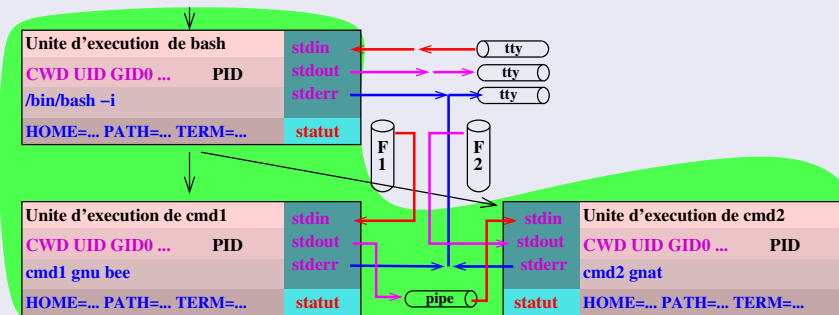 Unite d'execution de bash
stdin
tty
CWD UID GID0 ... PID
stdout
tty
/bin/bash −i
stderr
tty
HOME=... PATH=... TERM=...
statut
F
1
F
2
Unite d'execution de cmd1
stdin
CWD UID GID0 ... PID
stdout
cmd1 gnu bee
stderr
HOME=... PATH=... TERM=...
statut
pipe
stdin
Unite d'execution de cmd2
stdout
CWD UID GID0 ... PID
stderr
cmd2 gnat
statut
HOME=... PATH=... TERM=...